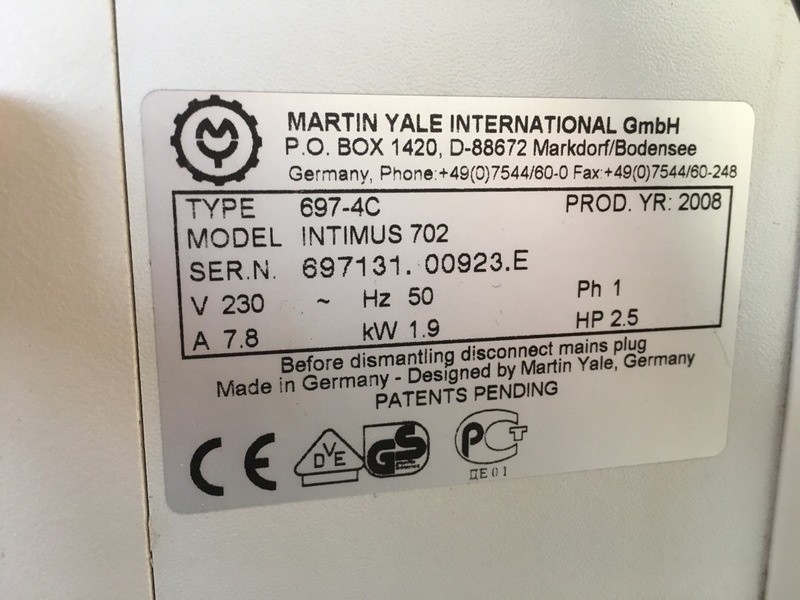 MARTIN YALE INTERNATIONAL GmbH
P.O. BOX 1420, D-88672 Markdorf/Bodensee
Germany, Phone:+49(0)7544/60-0 Fax:+49(0)7544/60-248
TYPE 697-4C PROD. YR: 2008
MODEL INTIMUS 702
SER.N. 697131. 00923.E
V 230 ~ Hz 50 Ph 1
A 7.8 kW 1.9 HP 2.5
Before dismantling disconnect mains plug
Made in Germany - Designed by Martin Yale, Germany
PATENTS PENDING
CE DVE GS РСТ
ПЕ 01